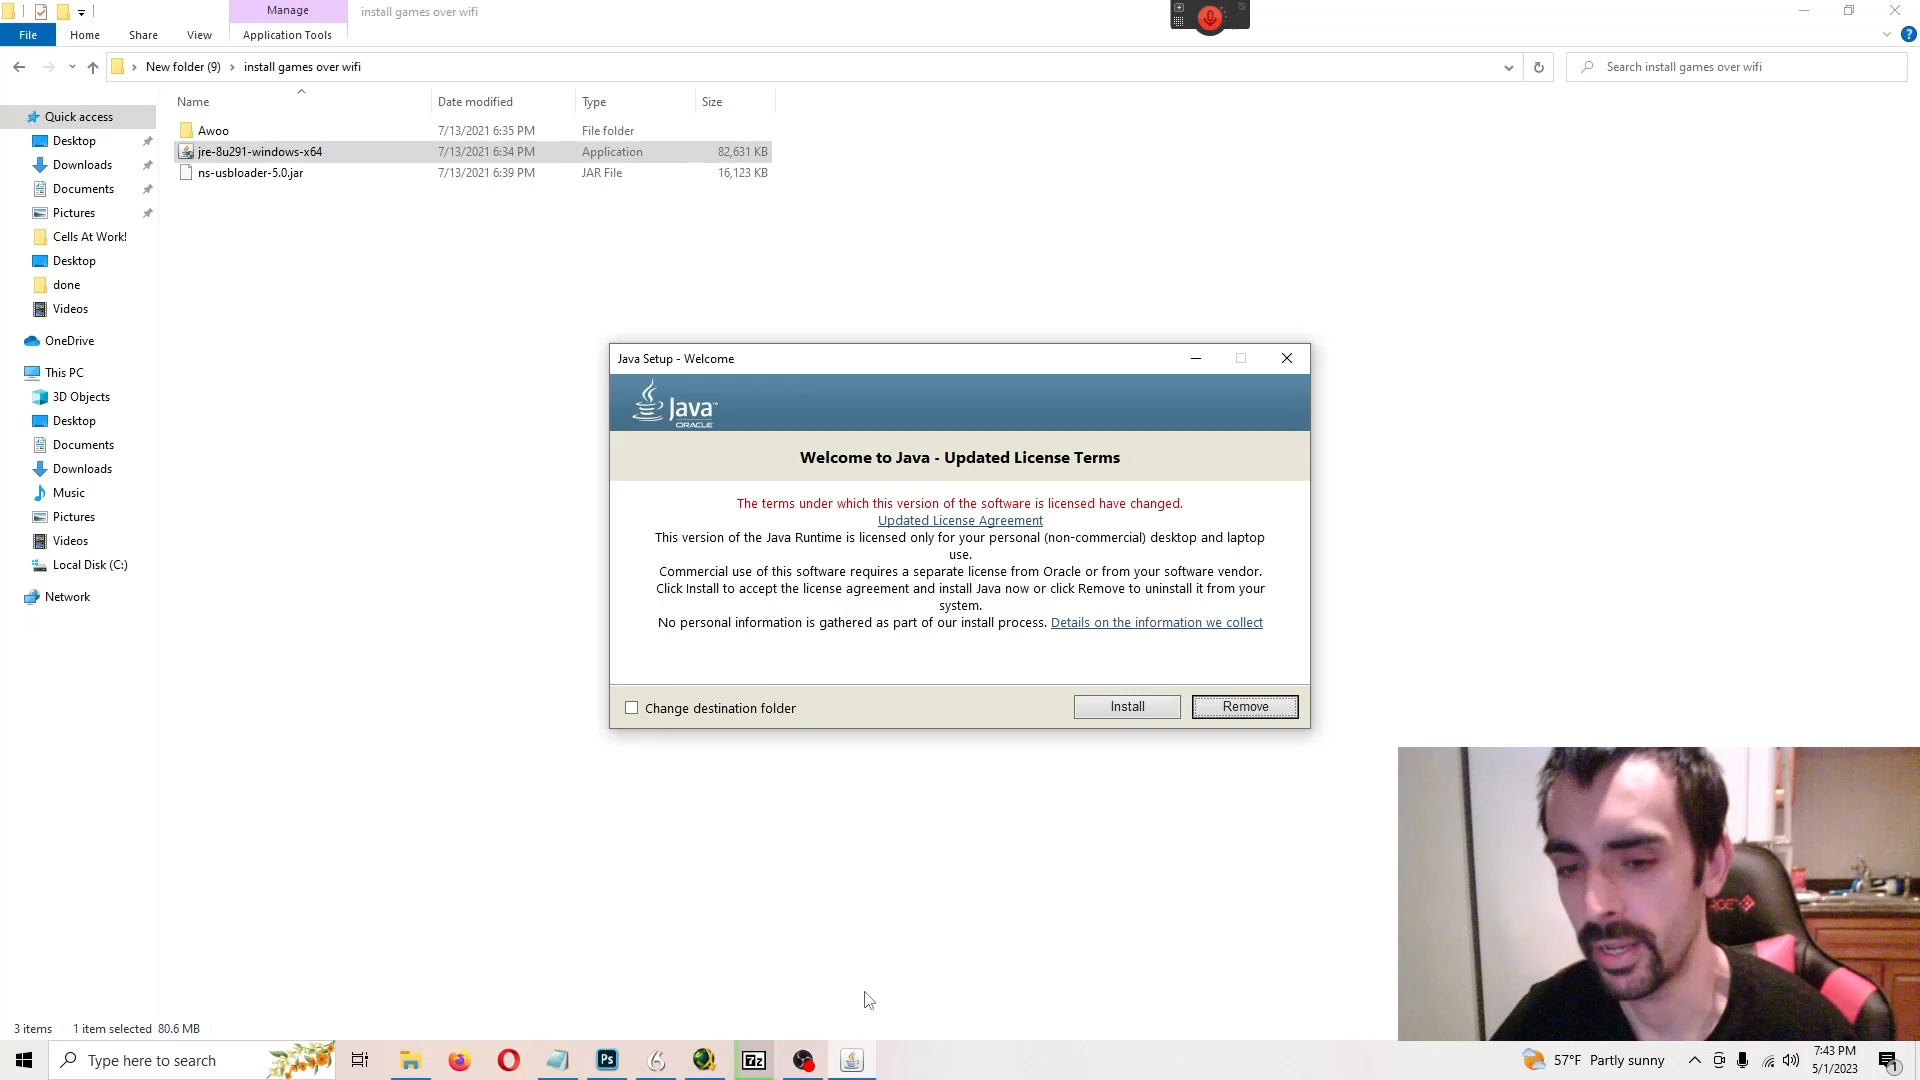 Manage
install games over wifi
File
Home
Share
View
Application Tools
New folder (9)
install games over wifi
Search install games over wifi
Name
Date modified
Type
Size
Quick access
Desktop
Downloads
Documents
Pictures
Cells At Work!
Desktop
done
Videos
OneDrive
This PC
3D Objects
Desktop
Documents
Downloads
Music
Pictures
Videos
Local Disk (C:)
Network
Awoo 7/13/2021 6:35 PM File folder
jre-8u291-windows-x64 7/13/2021 6:34 PM Application 82,631 KB
ns-usbloader-5.0.jar 7/13/2021 6:39 PM JAR File 16,123 KB
Java Setup - Welcome
Java™
ORACLE
Welcome to Java - Updated License Terms
The terms under which this version of the software is licensed have changed.
Updated License Agreement
This version of the Java Runtime is licensed only for your personal (non-commercial) desktop and laptop
use.
Commercial use of this software requires a separate license from Oracle or from your software vendor.
Click Install to accept the license agreement and install Java now or click Remove to uninstall it from your
system.
No personal information is gathered as part of our install process. Details on the information we collect
Change destination folder
Install
Remove
3 items 1 item selected 80.6 MB
Type here to search
Ps
7z
57°F Partly sunny
7:43 PM
5/1/2023
1